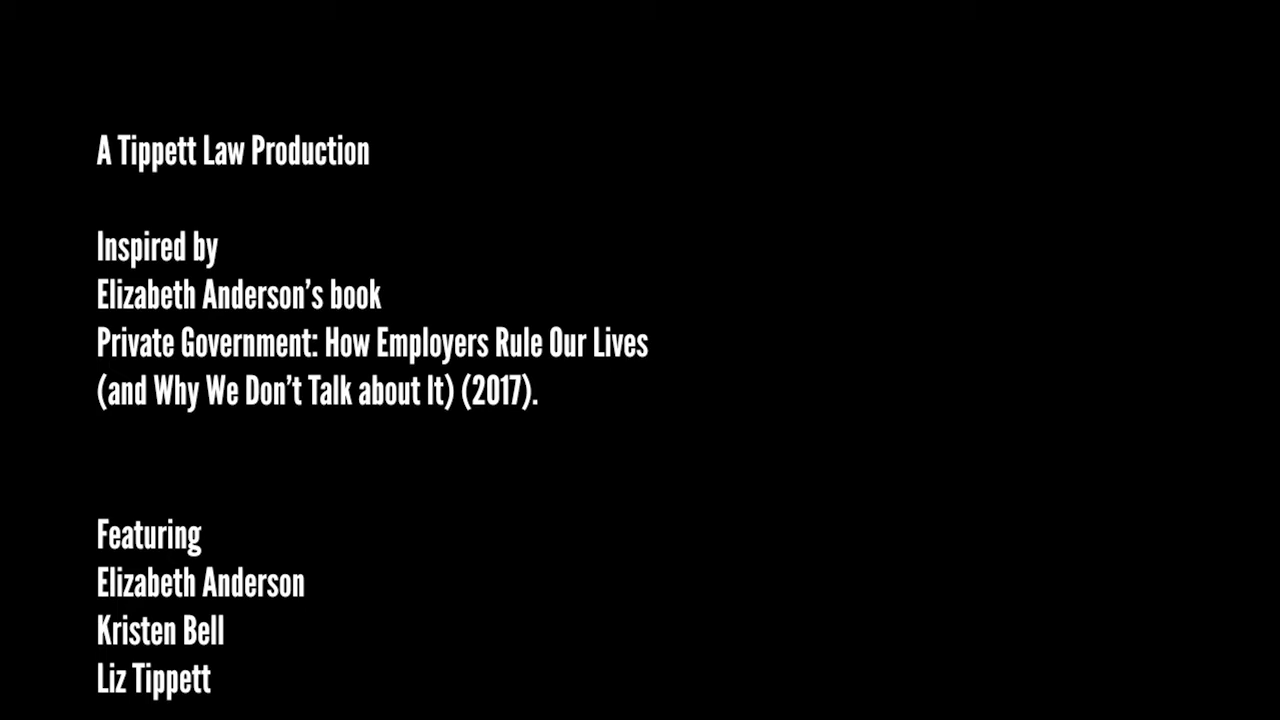 A Tippett Law Production
Inspired by
Elizabeth Anderson’s book
Private Government: How Employers Rule Our Lives
(and Why We Don’t Talk about It) (2017).
Featuring
Elizabeth Anderson
Kristen Bell
Liz Tippett